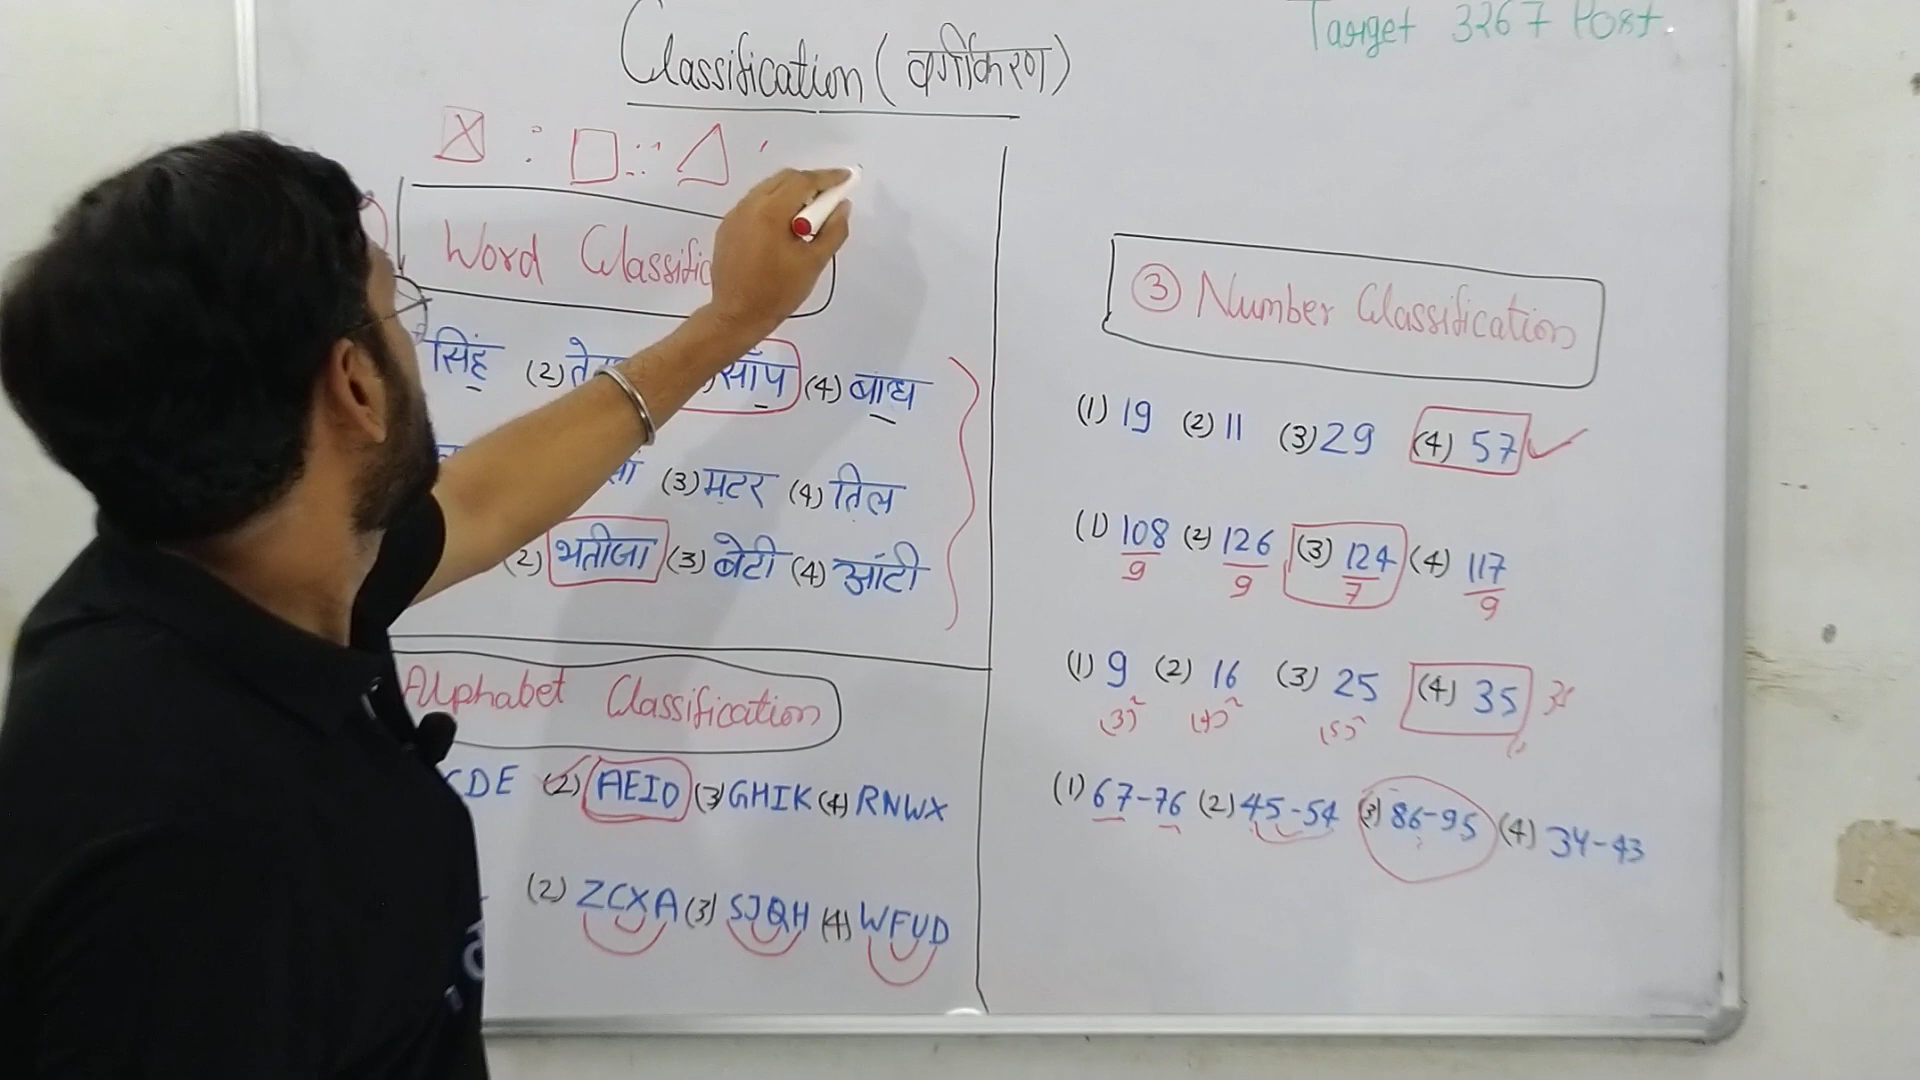 Target 3267 Post.
Classification (वर्गीकरण)
Word
सिंह (2) साँप (4) बाघ
(3) मटर (4) तिल
(2) भतीजा (3) बेटी (4) आंटी
Alphabet Classification
CDE (2) AEIO (3) GHIK (4) RNWX
(2) ZCXA (3) SJQH (4) WFUD
3 Number Classification
(1) 19 (2) 11 (3) 29 (4) 57
(1) 108 (2) 126 (3) 124 (4) 117
9 9 7 9
(1) 9 (2) 16 (3) 25 (4) 35
(3)² (4)² (5)²
(1) 67-76 (2) 45-54 (3) 86-95 (4) 34-43